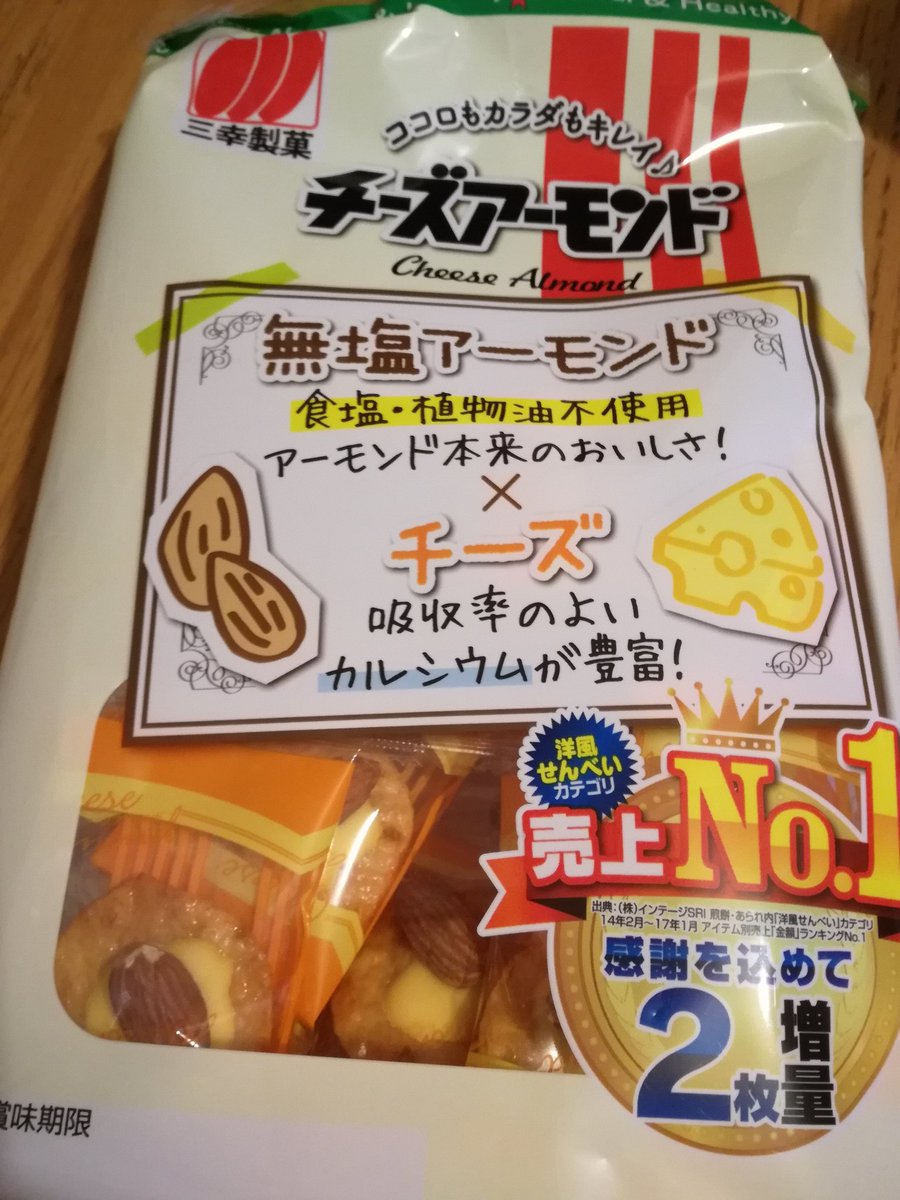 & Healthy
三幸製菓
ココロもカラダもキレイ♪
チーズアーモンド
Cheese Almond
無塩アーモンド
食塩・植物油不使用
アーモンド本来のおいしさ!
×
チーズ
吸収率のよい
カルシウムが豊富!
洋風
せんべい
カテゴリ
売上No.1
出典:(株)インテージSRI 煎餅・あられ内「洋風せんべい」カテゴリ
14年2月~17年1月 アイテム別売上「金額」ランキングNo.1
感謝を込めて
2枚増量
賞味期限